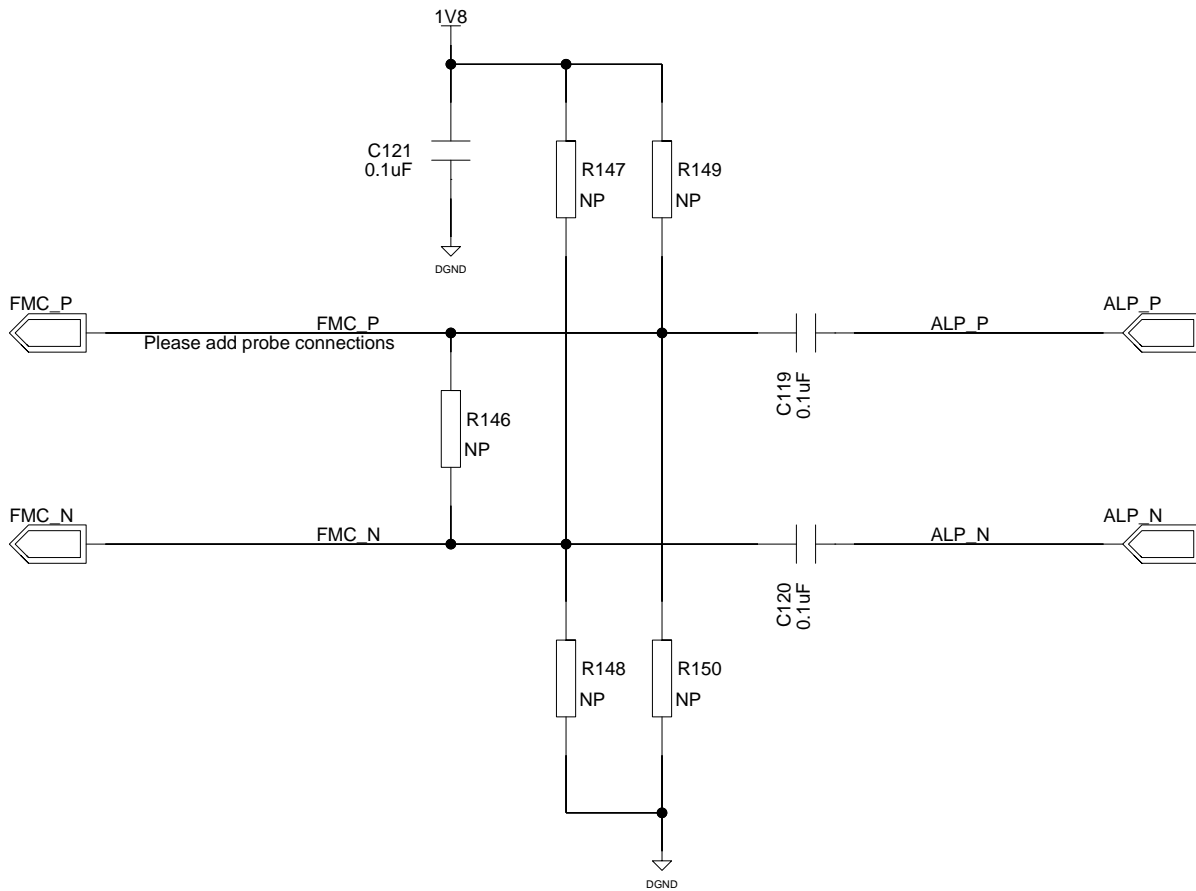 1V8
C121
0.1uF
R147
NP
R149
NP
DGND
FMC_P
FMC_P
Please add probe connections
ALP_P
ALP_P
C119
0.1uF
R146
NP
FMC_N
FMC_N
ALP_N
ALP_N
C120
0.1uF
R148
NP
R150
NP
DGND